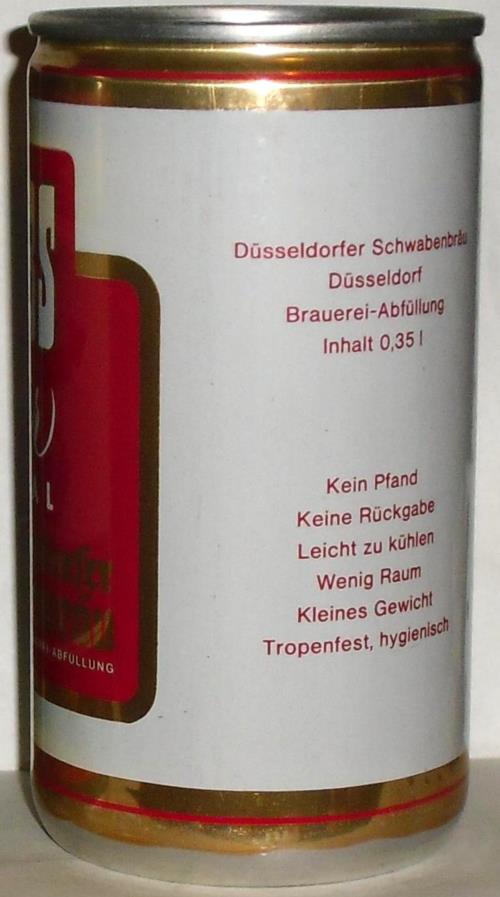 Düsseldorfer Schwabenbräu
Düsseldorf
Brauerei-Abfüllung
Inhalt 0,35 l
Kein Pfand
Keine Rückgabe
Leicht zu kühlen
Wenig Raum
Kleines Gewicht
Tropenfest, hygienisch
S
A L
ABFÜLLUNG